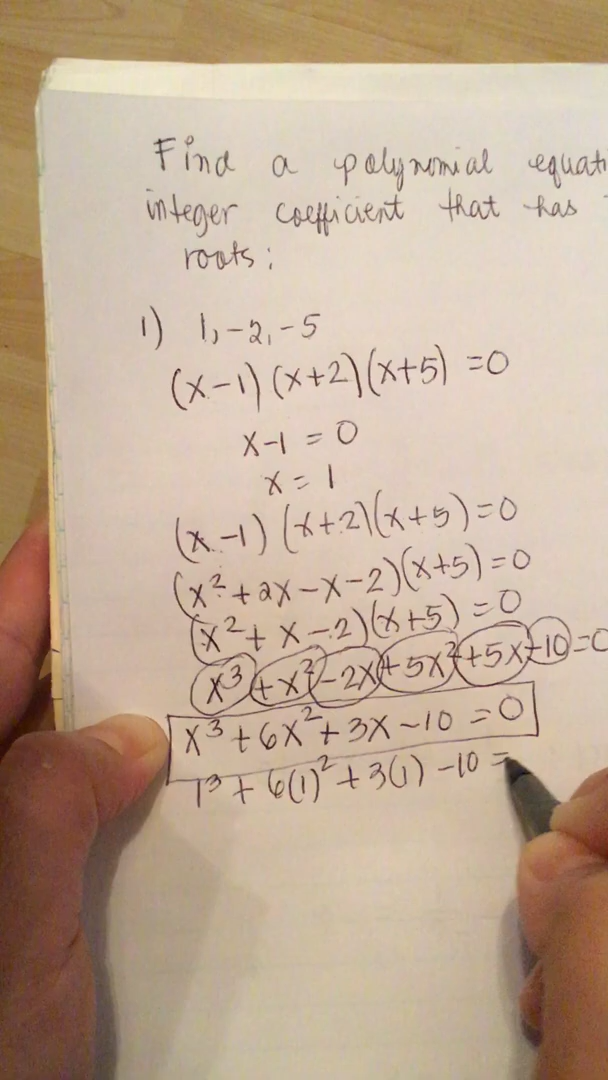 Find a polynomial equati
integer coefficient that has
roots:
1) 1, -2, -5
(x-1) (x+2)(x+5) =0
x-1 = 0
x = 1
(x-1) (x+2)(x+5)=0
(x²+2x-x-2)(x+5)=0
(x²+x-2)(x+5)=0
x³+x²-2x+5x²+5x-10=0
x³+6x²+3x-10=0
1³+6(1)²+3(1)-10=